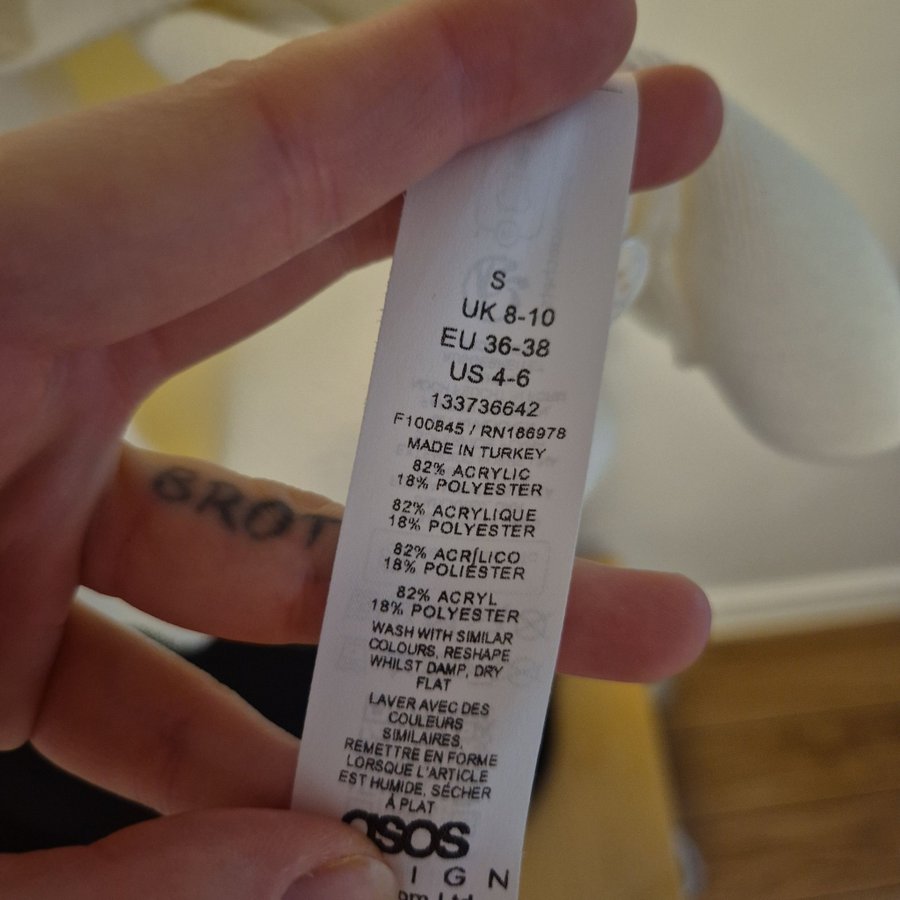 BROT
S
UK 8-10
EU 36-38
US 4-6
133736642
F100845 / RN186978
MADE IN TURKEY
82% ACRYLIC
18% POLYESTER
82% ACRYLIQUE
18% POLYESTER
82% ACRÍLICO
18% POLIÉSTER
82% ACRYL
18% POLYESTER
WASH WITH SIMILAR
COLOURS, RESHAPE
WHILST DAMP, DRY
FLAT
LAVER AVEC DES
COULEURS
SIMILAIRES,
REMETTRE EN FORME
LORSQUE L'ARTICLE
EST HUMIDE, SÉCHER
À PLAT
asos
IGN